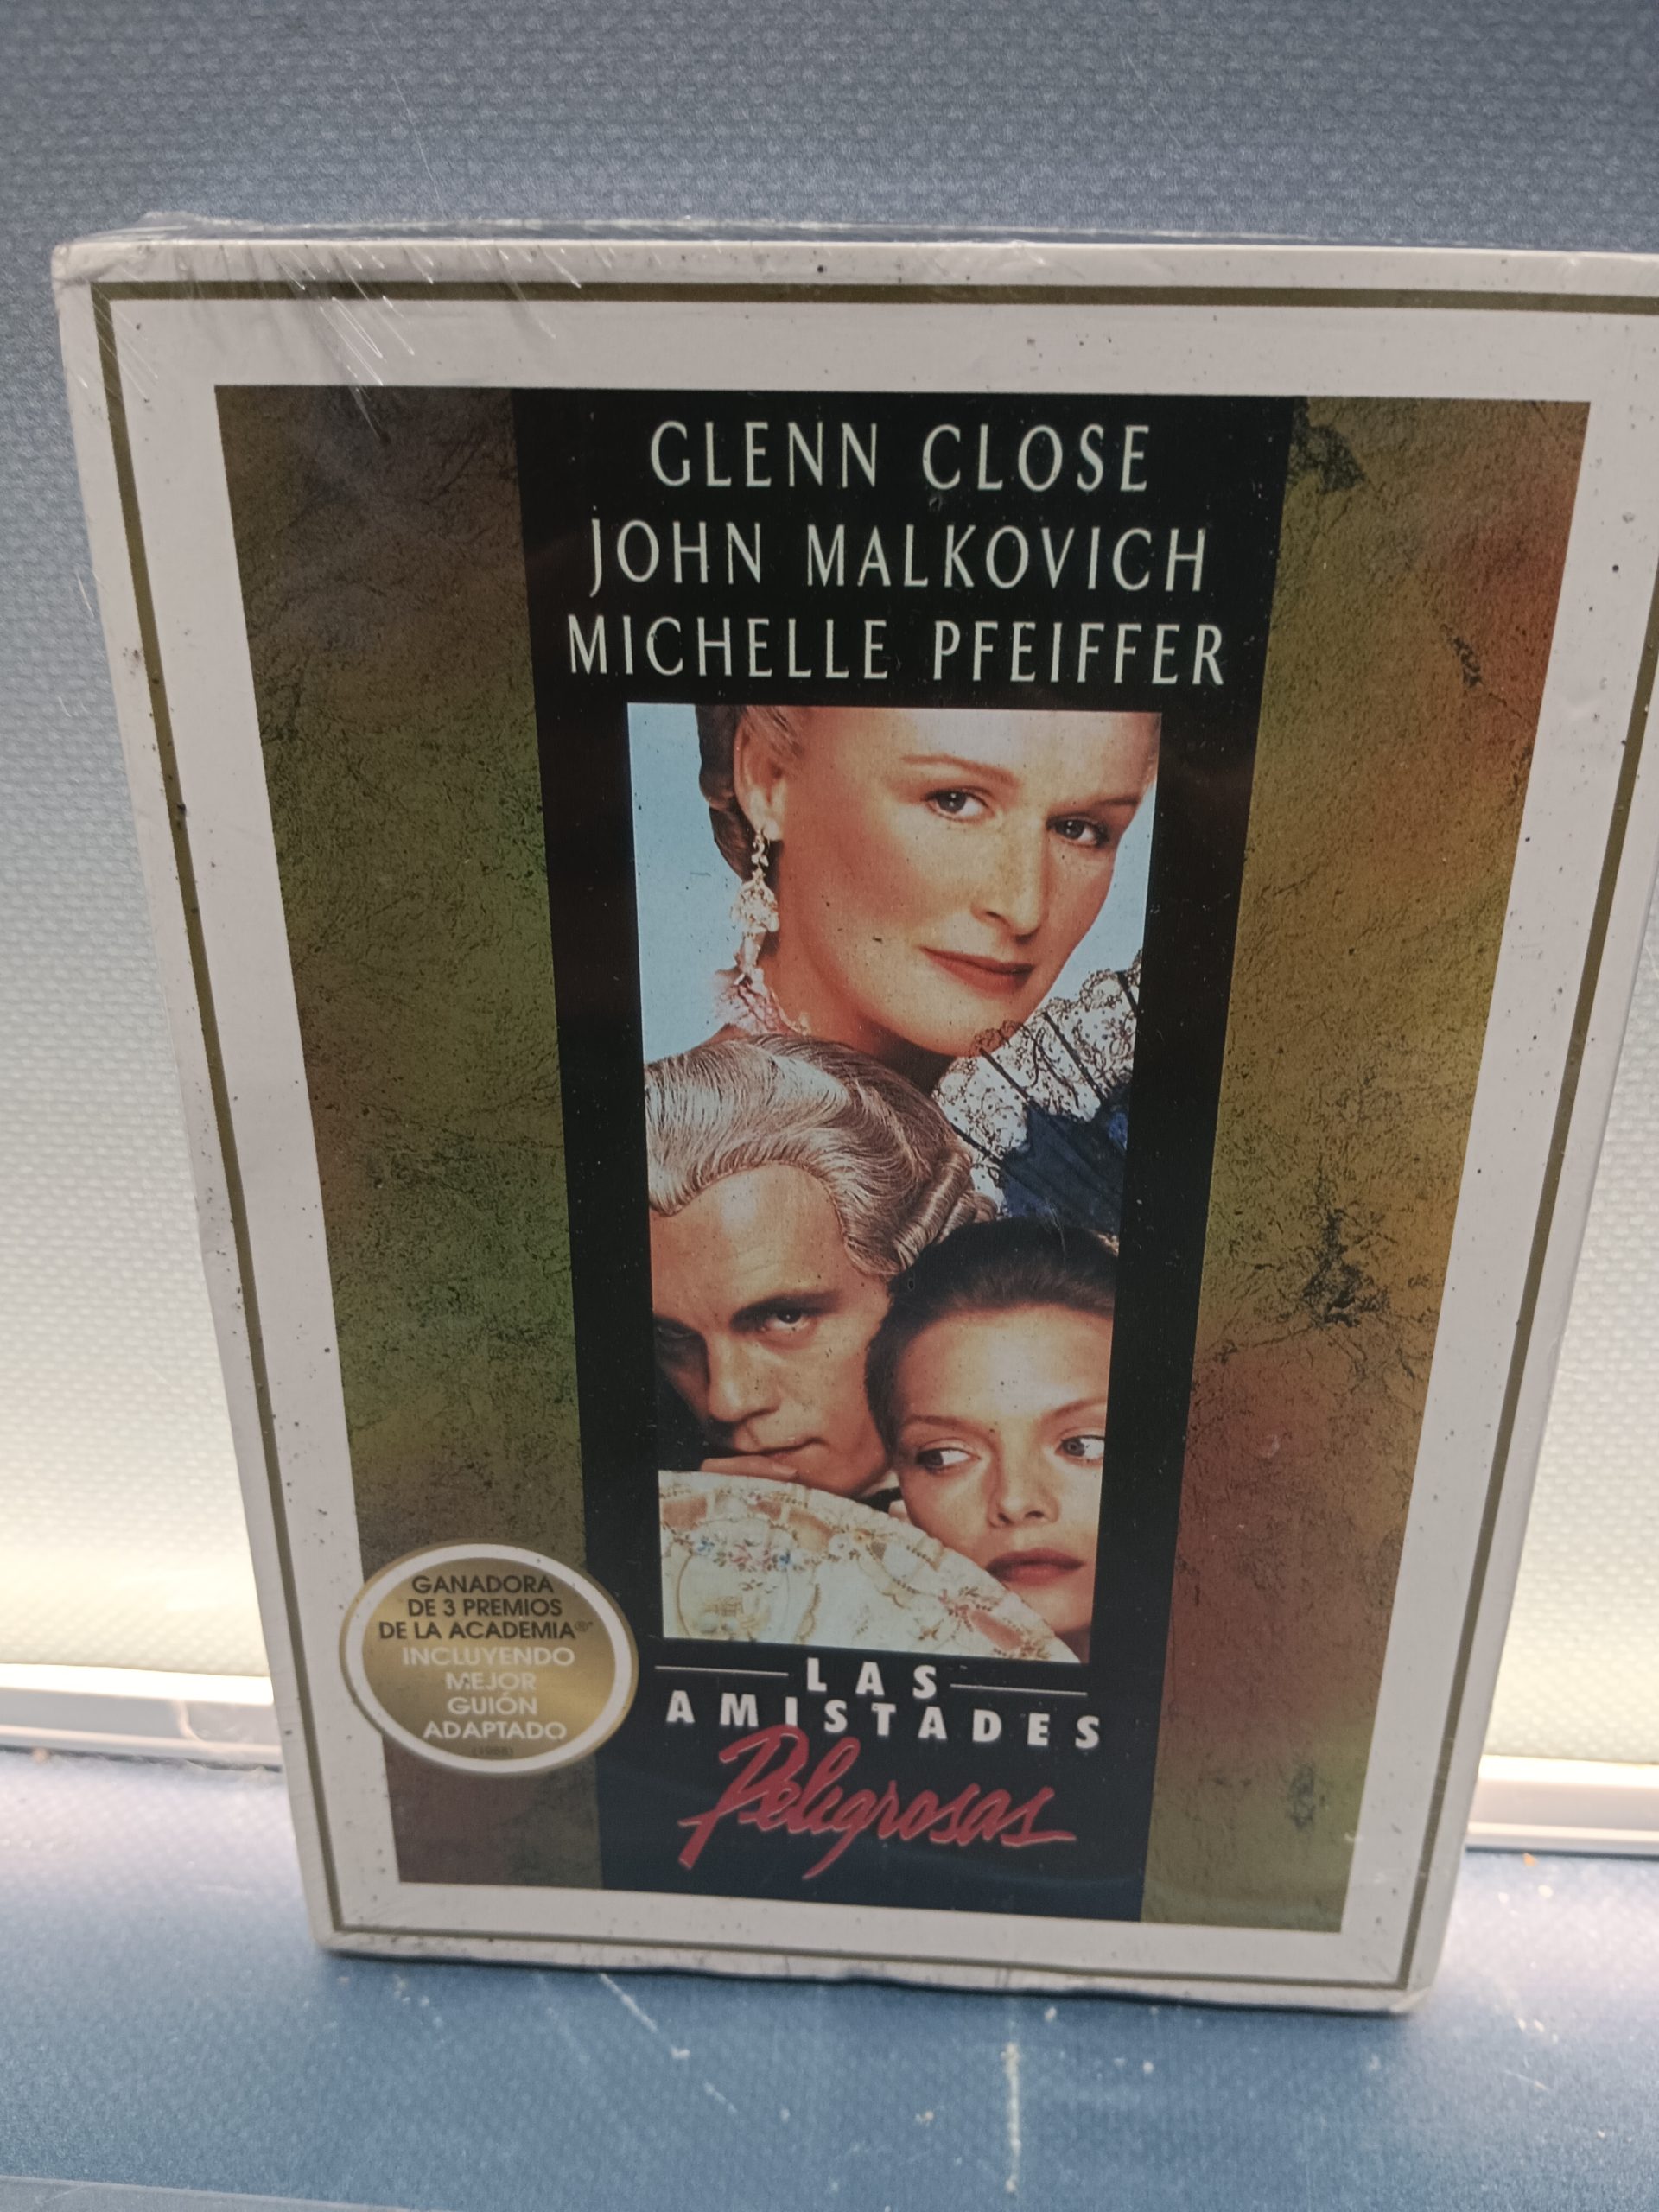 GLENN CLOSE
JOHN MALKOVICH
MICHELLE PFEIFFER
GANADORA
DE 3 PREMIOS
DE LA ACADEMIA®
INCLUYENDO
MEJOR
GUIÓN
ADAPTADO
(1988)
LAS
AMISTADES
Peligrosas